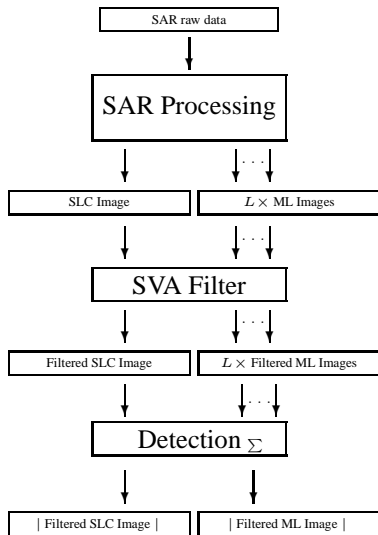 SAR raw data
SAR Processing
. . .
SLC Image
L × ML Images
. . .
SVA Filter
. . .
Filtered SLC Image
L × Filtered ML Images
. . .
Detection Σ
| Filtered SLC Image |
| Filtered ML Image |